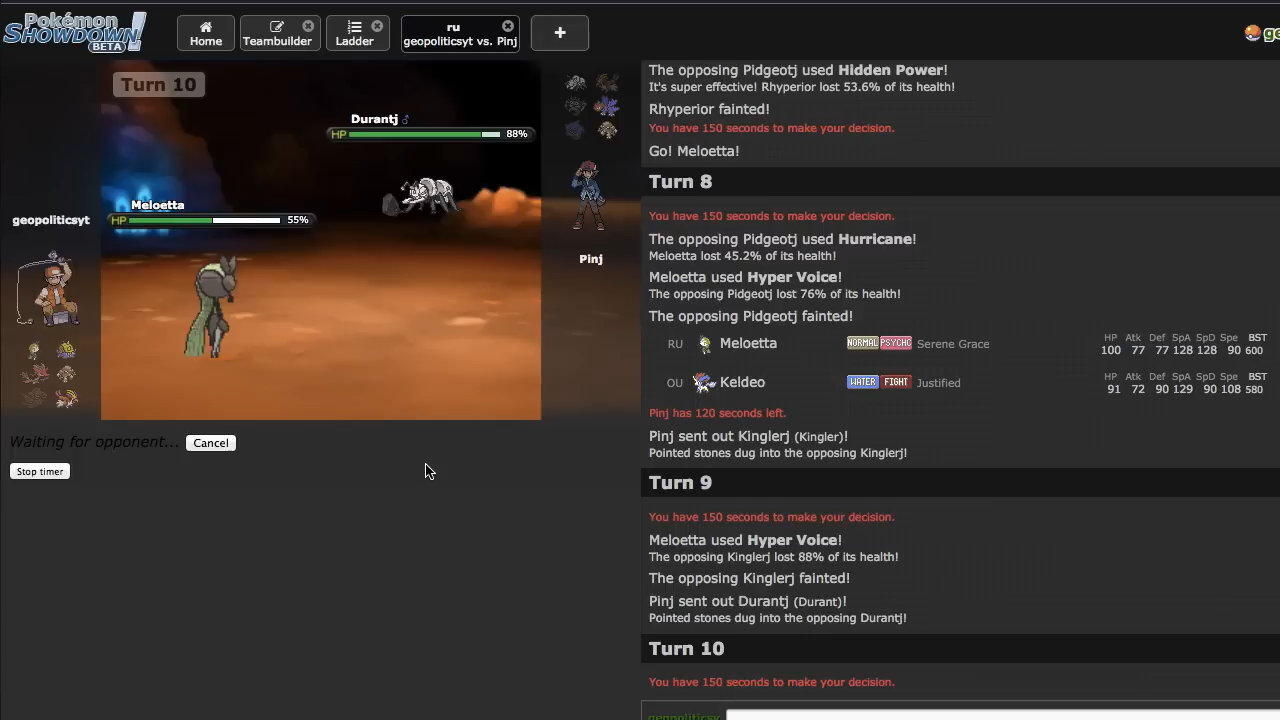 Pokémon
SHOWDOWN!
BETA
Home
Teambuilder
Ladder
ru
geopoliticsyt vs. Pinj
+
Turn 10
Durantj ♂
HP 88%
Meloetta
HP 55%
geopoliticsyt
Pinj
Waiting for opponent... Cancel
Stop timer
The opposing Pidgeotj used Hidden Power!
It's super effective! Rhyperior lost 53.6% of its health!
Rhyperior fainted!
You have 150 seconds to make your decision.
Go! Meloetta!
Turn 8
You have 150 seconds to make your decision.
The opposing Pidgeotj used Hurricane!
Meloetta lost 45.2% of its health!
Meloetta used Hyper Voice!
The opposing Pidgeotj lost 76% of its health!
The opposing Pidgeotj fainted!
RU Meloetta NORMAL PSYCHC Serene Grace HP 100 Atk 77 Def 77 SpA 128 SpD 128 Spe 90 BST 600
OU Keldeo WATER FIGHT Justified HP 91 Atk 72 Def 90 SpA 129 SpD 90 Spe 108 BST 580
Pinj has 120 seconds left.
Pinj sent out Kinglerj (Kingler)!
Pointed stones dug into the opposing Kinglerj!
Turn 9
You have 150 seconds to make your decision.
Meloetta used Hyper Voice!
The opposing Kinglerj lost 88% of its health!
The opposing Kinglerj fainted!
Pinj sent out Durantj (Durant)!
Pointed stones dug into the opposing Durantj!
Turn 10
You have 150 seconds to make your decision.